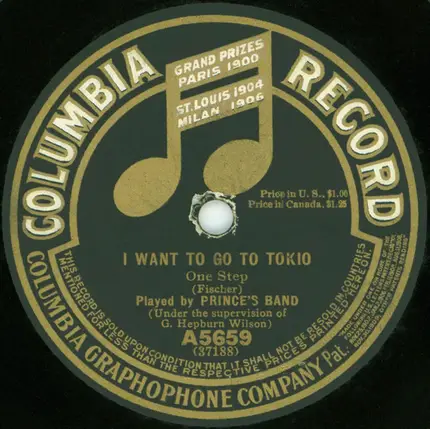 COLUMBIA RECORD
GRAND PRIZES
PARIS 1900
ST. LOUIS 1904
MILAN 1906
Price in U. S., $1.00
Price in Canada, $1.25
I WANT TO GO TO TOKIO
One Step
(Fischer)
Played by PRINCE'S BAND
(Under the supervision of
G. Hepburn Wilson)
A5659
(37188)
THIS RECORD IS SOLD UPON CONDITION THAT IT SHALL NOT BE RESOLD IN COUNTRIES
MENTIONED FOR LESS THAN THE RESPECTIVE PRICES PRINTED HEREON.
COLUMBIA GRAPHOPHONE COMPANY Pat.